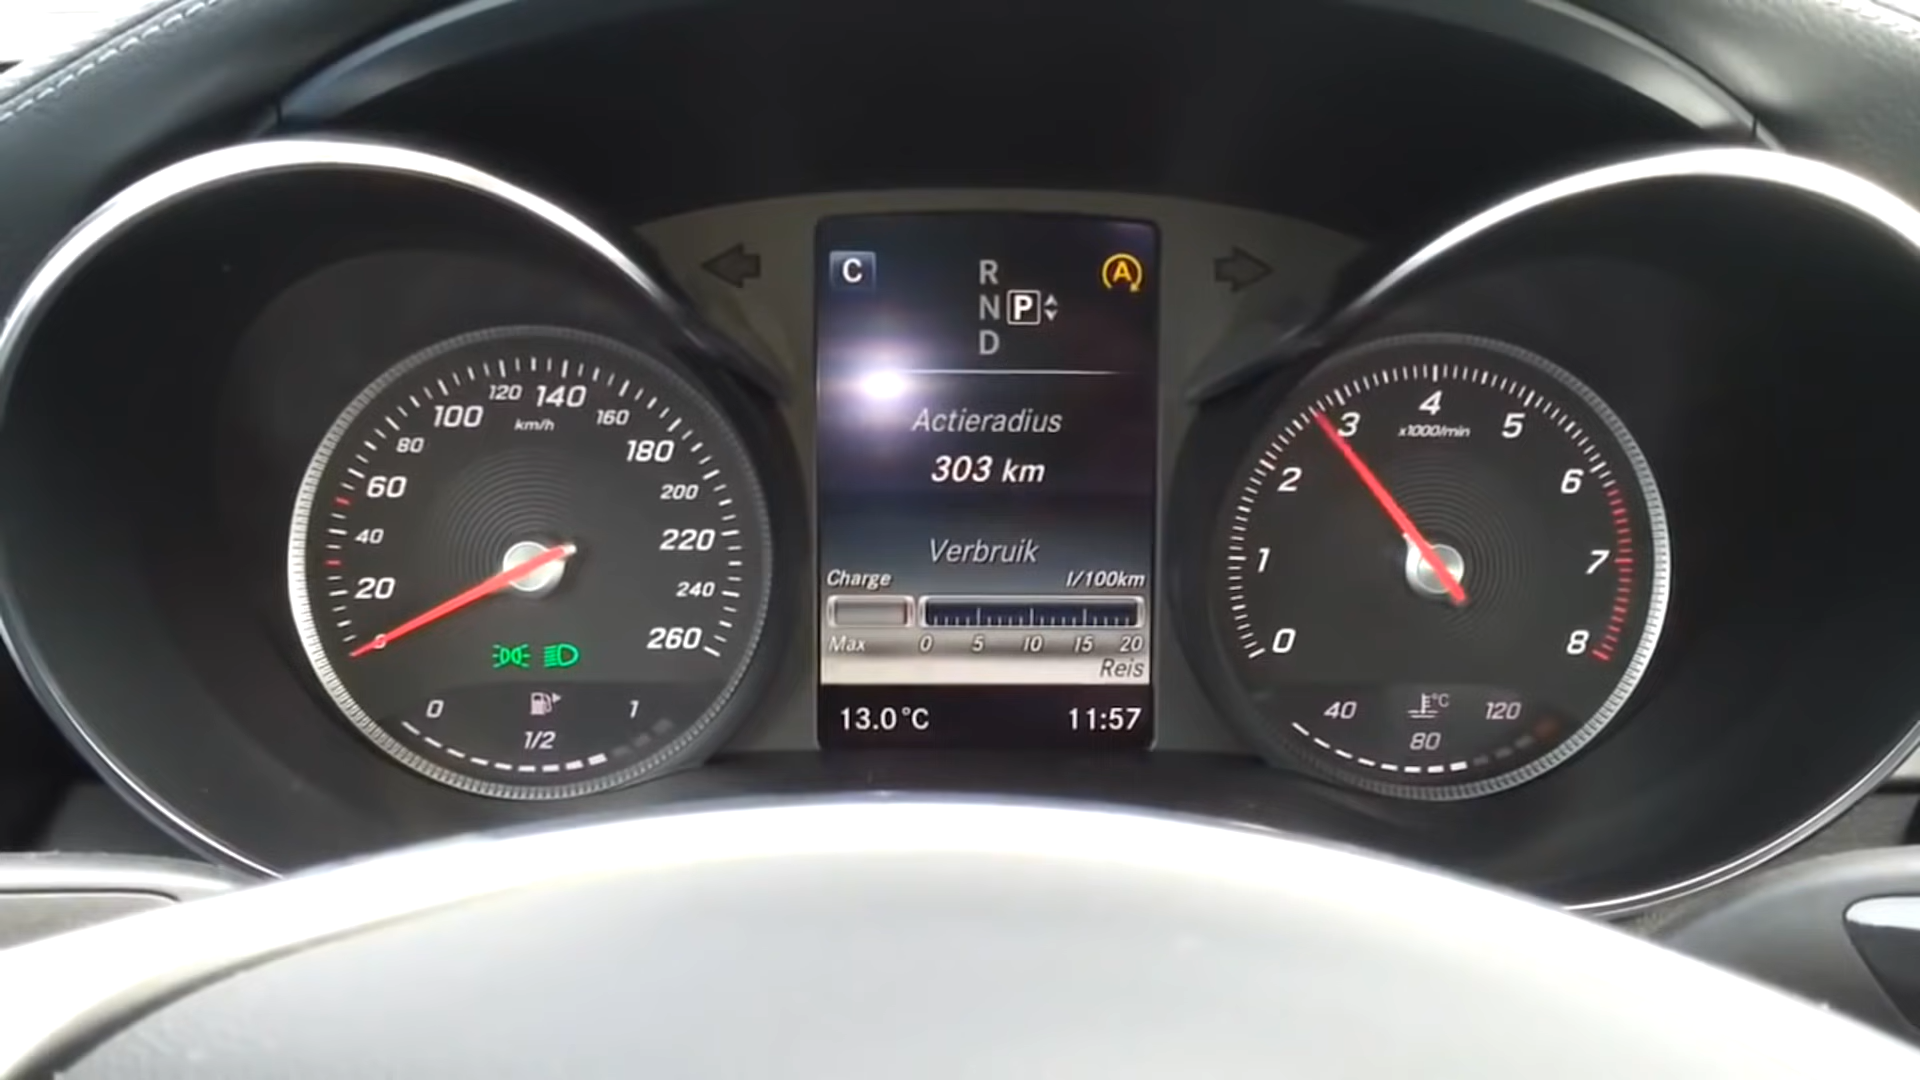 C
R
N P
D
A
Actieradius
303 km
Verbruik
Charge l/100km
Max 0 5 10 15 20
Reis
13.0°C 11:57
0 20 40 60 80 100 120 140 160 180 200 220 240 260
km/h
0 1/2 1
0 1 2 3 4 5 6 7 8
x1000/min
40 80 120
°C